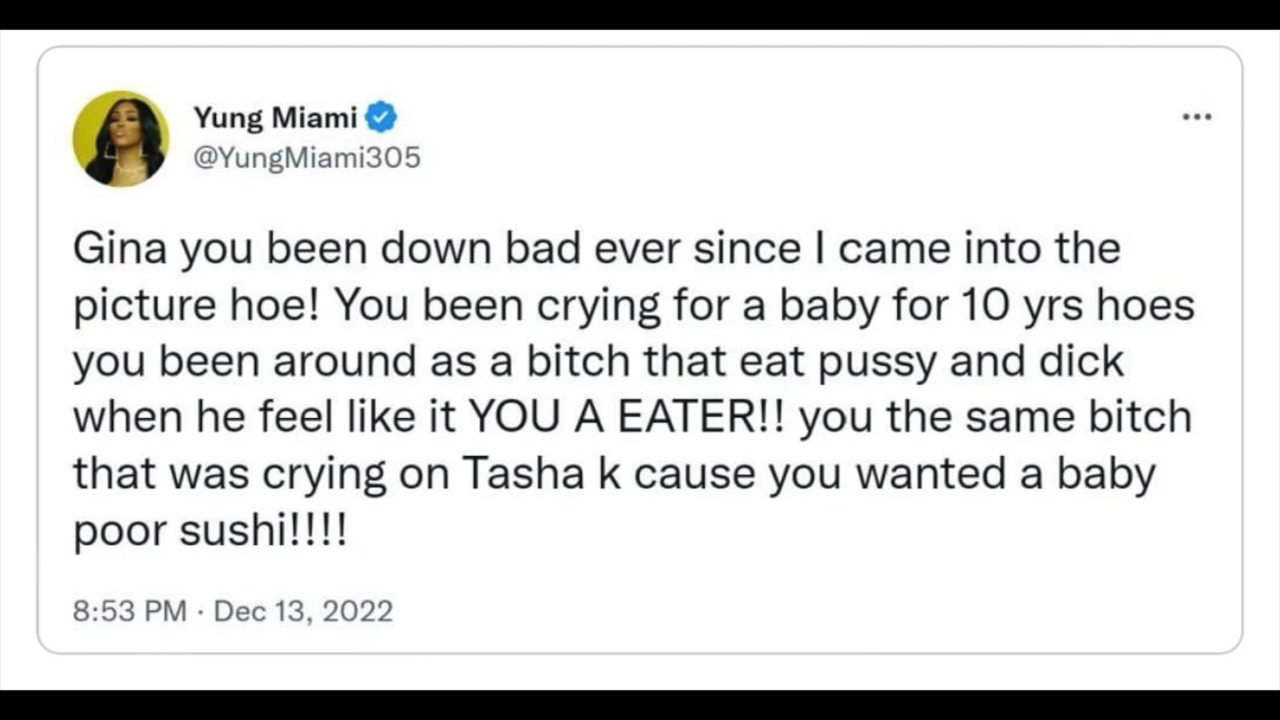 Yung Miami
@YungMiami305
Gina you been down bad ever since I came into the
picture hoe! You been crying for a baby for 10 yrs hoes
you been around as a bitch that eat pussy and dick
when he feel like it YOU A EATER!! you the same bitch
that was crying on Tasha k cause you wanted a baby
poor sushi!!!!
8:53 PM · Dec 13, 2022